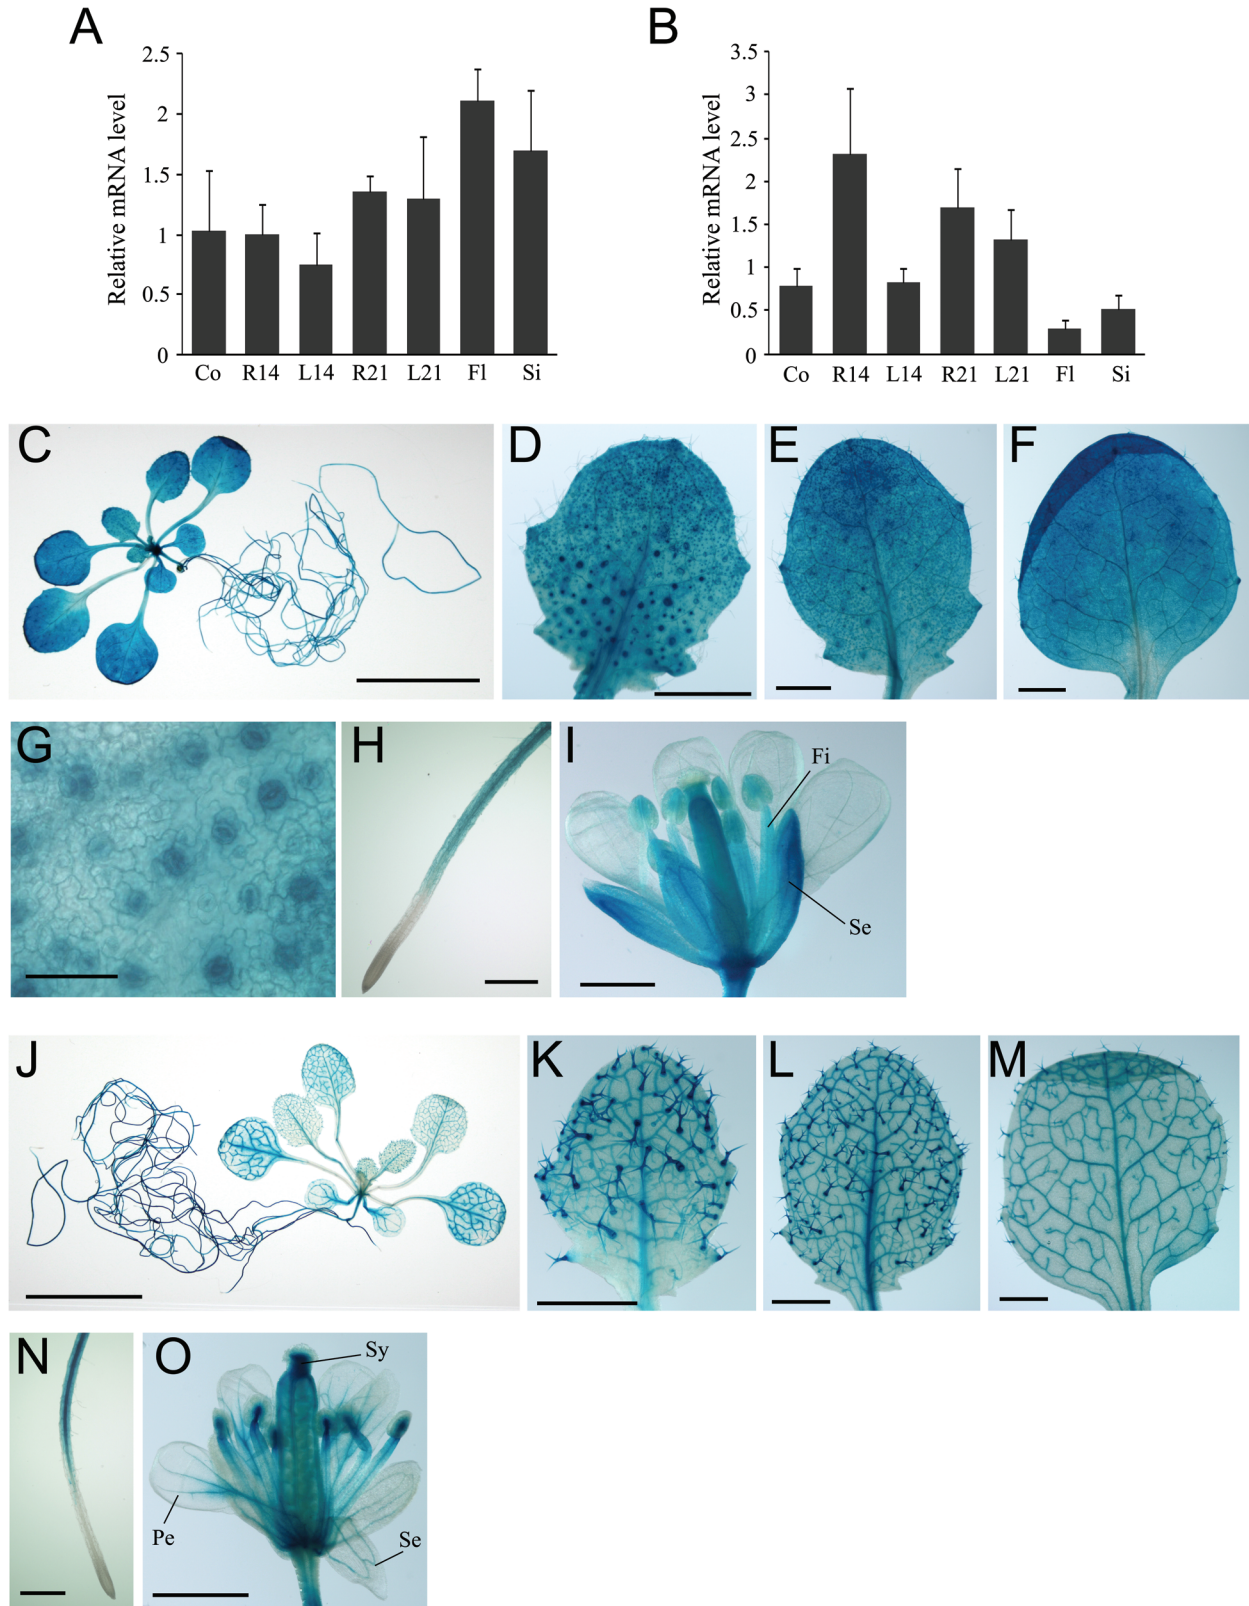 A
Relative mRNA level
2.5
2
1.5
1
0.5
0
Co R14 L14 R21 L21 Fl Si
B
Relative mRNA level
3.5
3
2.5
2
1.5
1
0.5
0
Co R14 L14 R21 L21 Fl Si
C
D
E
F
G
H
I
Fi
Se
J
K
L
M
N
O
Sy
Pe
Se